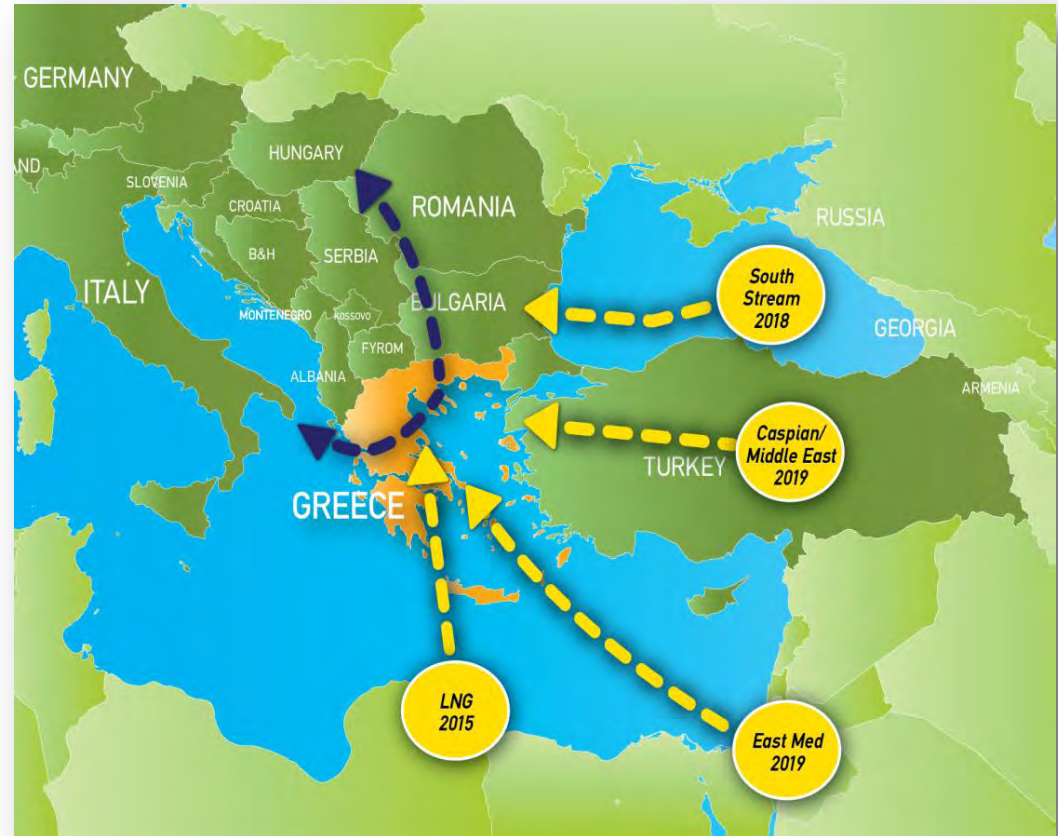 GERMANY
HUNGARY
AND
SLOVENIA
CROATIA
ROMANIA
RUSSIA
B&H
SERBIA
ITALY
South
Stream
2018
BULGARIA
MONTENEGRO
kossovo
GEORGIA
FYROM
ALBANIA
ARMENIA
Caspian/
Middle East
2019
TURKEY
GREECE
LNG
2015
East Med
2019